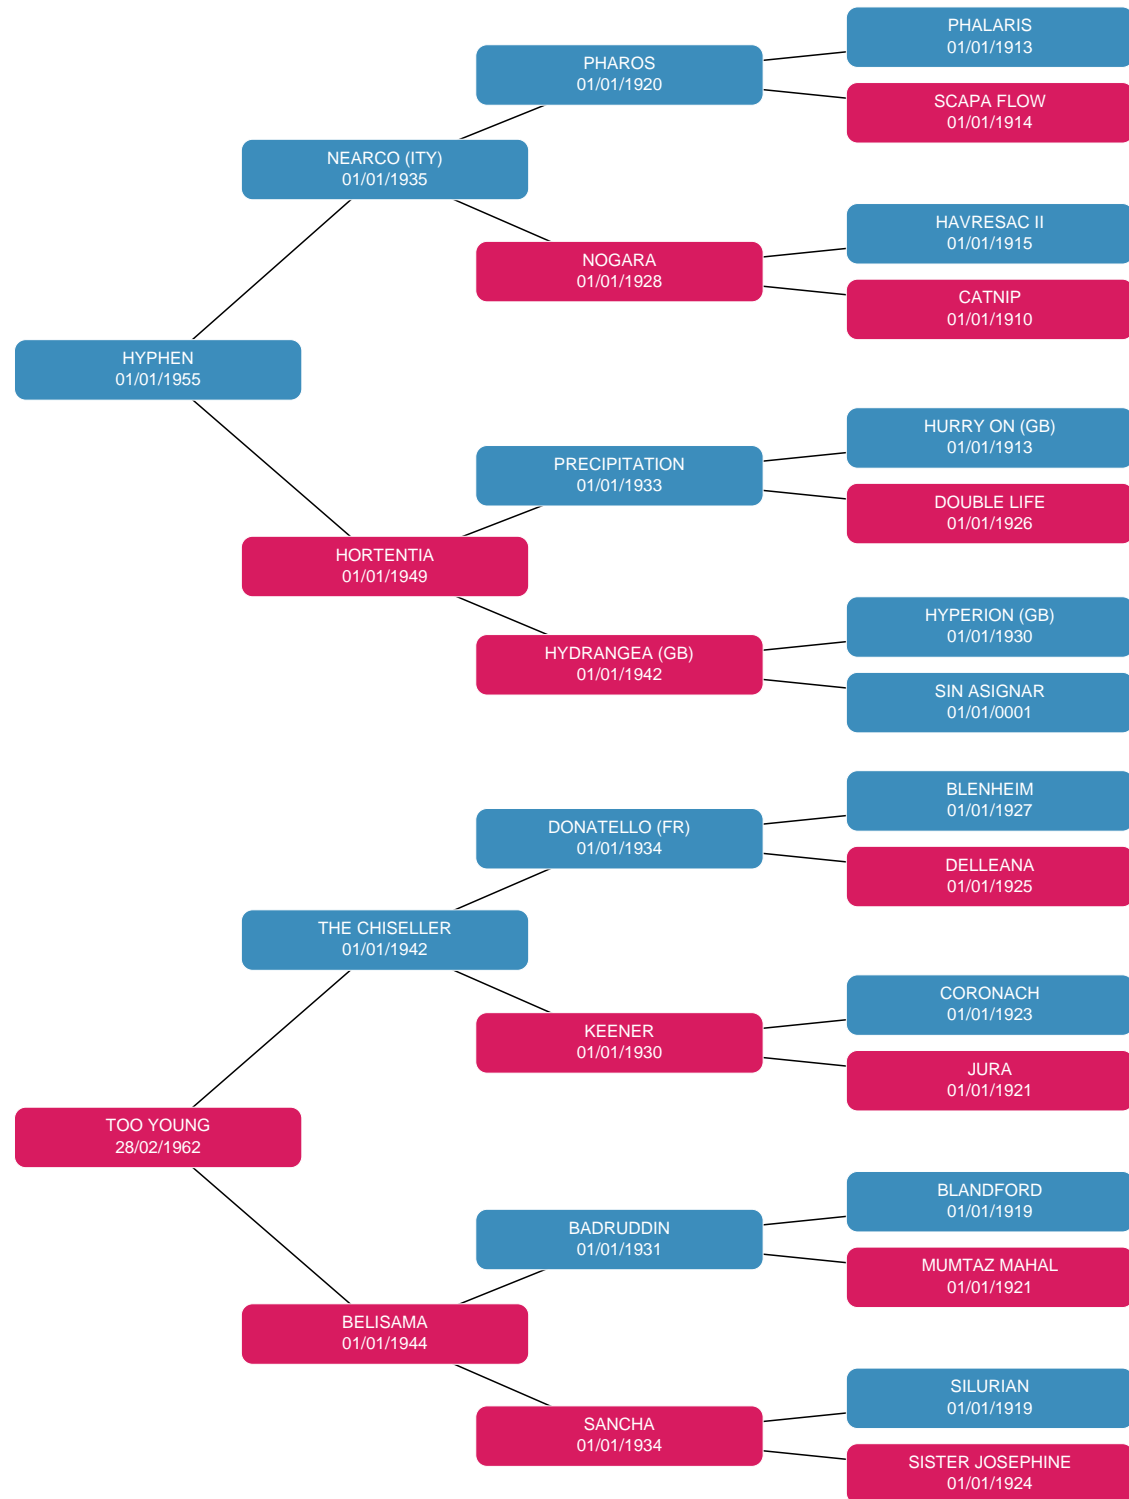 PHALARIS
01/01/1913
PHAROS
01/01/1920
SCAPA FLOW
01/01/1914
NEARCO (ITY)
01/01/1935
HAVRESAC II
01/01/1915
NOGARA
01/01/1928
CATNIP
01/01/1910
HYPHEN
01/01/1955
HURRY ON (GB)
01/01/1913
PRECIPITATION
01/01/1933
DOUBLE LIFE
01/01/1926
HORTENTIA
01/01/1949
HYPERION (GB)
01/01/1930
HYDRANGEA (GB)
01/01/1942
SIN ASIGNAR
01/01/0001
BLENHEIM
01/01/1927
DONATELLO (FR)
01/01/1934
DELLEANA
01/01/1925
THE CHISELLER
01/01/1942
CORONACH
01/01/1923
KEENER
01/01/1930
JURA
01/01/1921
TOO YOUNG
28/02/1962
BLANDFORD
01/01/1919
BADRUDDIN
01/01/1931
MUMTAZ MAHAL
01/01/1921
BELISAMA
01/01/1944
SILURIAN
01/01/1919
SANCHA
01/01/1934
SISTER JOSEPHINE
01/01/1924